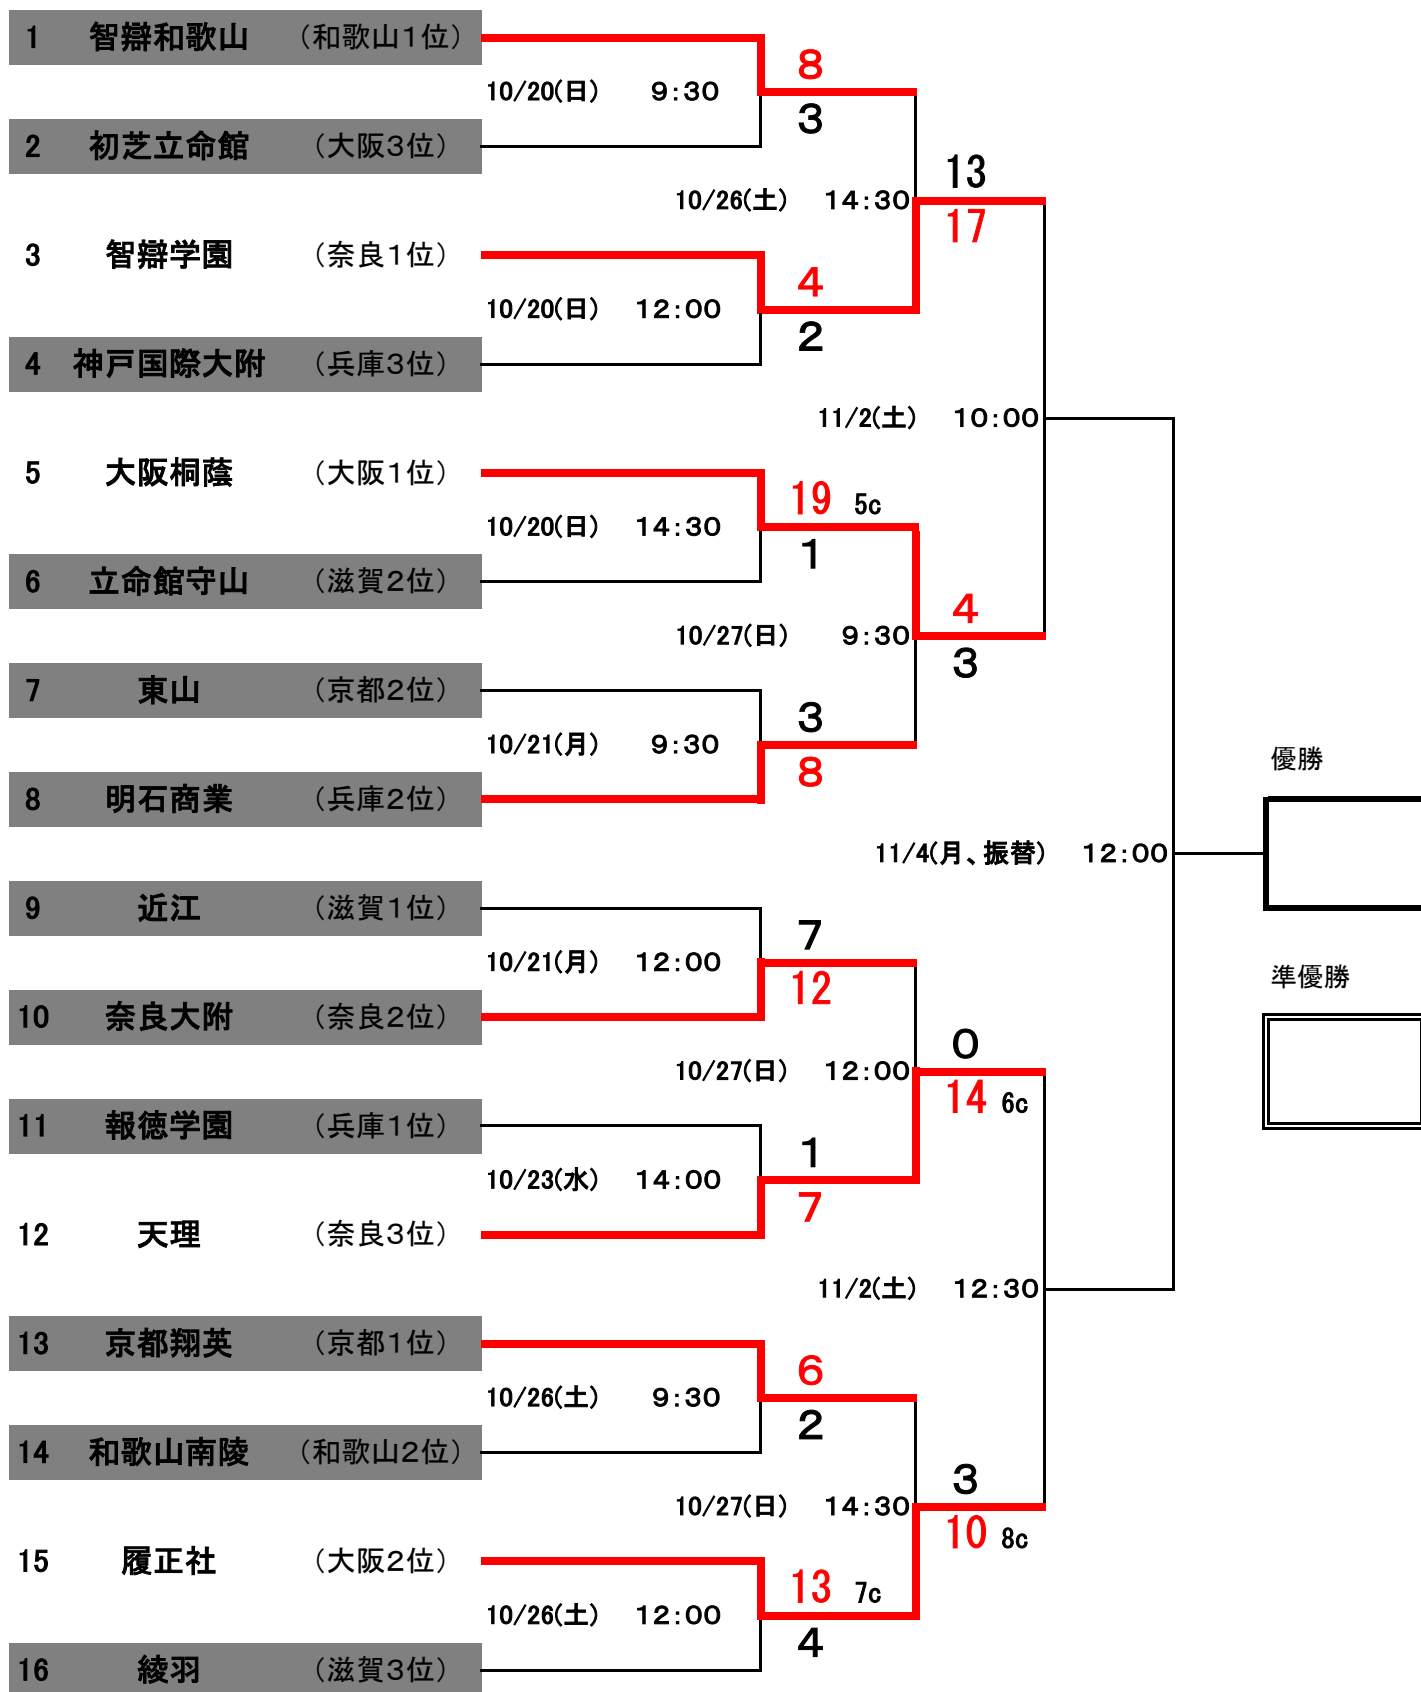 1 智辯和歌山 （和歌山1位）
8
10/20(日) 9:30
3
2 初芝立命館 （大阪3位）
13
10/26(土) 14:30
17
3 智辯学園 （奈良1位）
4
10/20(日) 12:00
2
4 神戸国際大附 （兵庫3位）
11/2(土) 10:00
5 大阪桐蔭 （大阪1位）
19 5c
10/20(日) 14:30
1
6 立命館守山 （滋賀2位）
4
10/27(日) 9:30
3
7 東山 （京都2位）
3
10/21(月) 9:30
8
優勝
8 明石商業 （兵庫2位）
11/4(月、振替) 12:00
9 近江 （滋賀1位）
7
10/21(月) 12:00
12
準優勝
10 奈良大附 （奈良2位）
0
10/27(日) 12:00
14 6c
11 報徳学園 （兵庫1位）
1
10/23(水) 14:00
7
12 天理 （奈良3位）
11/2(土) 12:30
13 京都翔英 （京都1位）
6
10/26(土) 9:30
2
14 和歌山南陵 （和歌山2位）
3
10/27(日) 14:30
10 8c
15 履正社 （大阪2位）
13 7c
10/26(土) 12:00
4
16 綾羽 （滋賀3位）